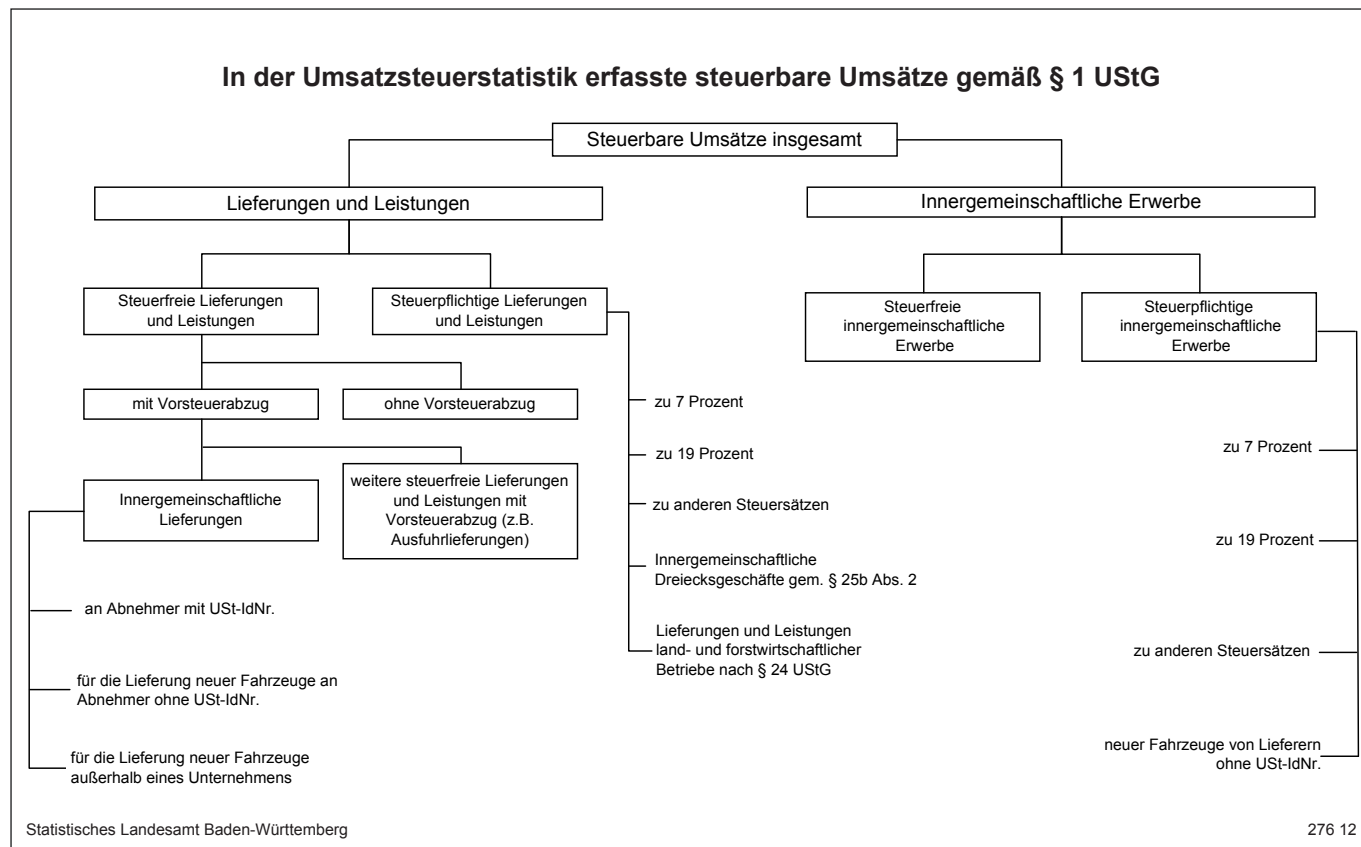 In der Umsatzsteuerstatistik erfasste steuerbare Umsätze gemäß § 1 UStG
Steuerbare Umsätze insgesamt
Lieferungen und Leistungen
Innergemeinschaftliche Erwerbe
Steuerfreie Lieferungen
und Leistungen
Steuerpflichtige Lieferungen
und Leistungen
Steuerfreie
innergemeinschaftliche
Erwerbe
Steuerpflichtige
innergemeinschaftliche
Erwerbe
mit Vorsteuerabzug
ohne Vorsteuerabzug
Innergemeinschaftliche
Lieferungen
weitere steuerfreie Lieferungen
und Leistungen mit
Vorsteuerabzug (z.B.
Ausfuhrlieferungen)
an Abnehmer mit USt-IdNr.
für die Lieferung neuer Fahrzeuge an
Abnehmer ohne USt-IdNr.
für die Lieferung neuer Fahrzeuge
außerhalb eines Unternehmens
zu 7 Prozent
zu 19 Prozent
zu anderen Steuersätzen
Innergemeinschaftliche
Dreiecksgeschäfte gem. § 25b Abs. 2
Lieferungen und Leistungen
land- und forstwirtschaftlicher
Betriebe nach § 24 UStG
zu 7 Prozent
zu 19 Prozent
zu anderen Steuersätzen
neuer Fahrzeuge von Lieferern
ohne USt-IdNr.
Statistisches Landesamt Baden-Württemberg
276 12